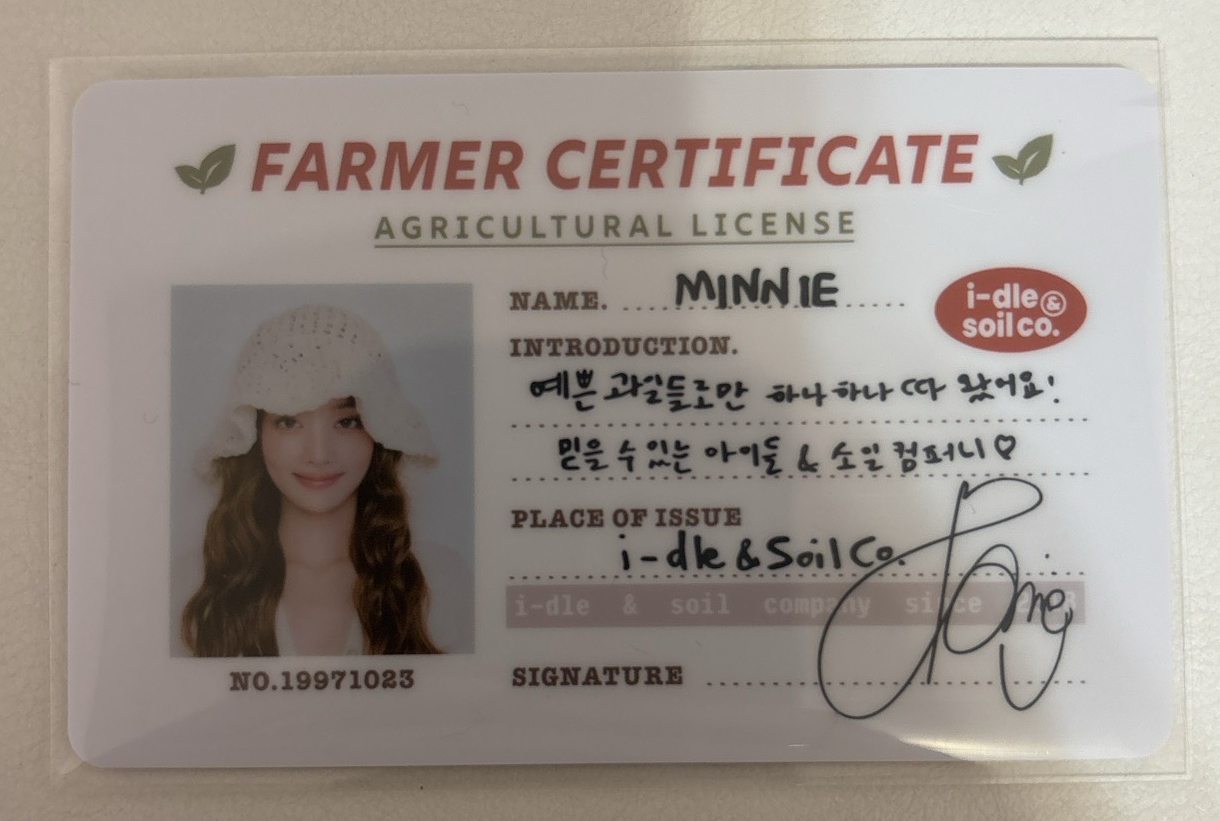 FARMER CERTIFICATE
AGRICULTURAL LICENSE
NAME. MINNIE
i-dle &
soil co.
INTRODUCTION.
예쁜 과일들로만 하나하나 따 왔어요!
믿을 수 있는 아이들 & 소일 컴퍼니♡
PLACE OF ISSUE
i-dle & Soil Co.
i-dle & soil company since
NO.19971023
SIGNATURE